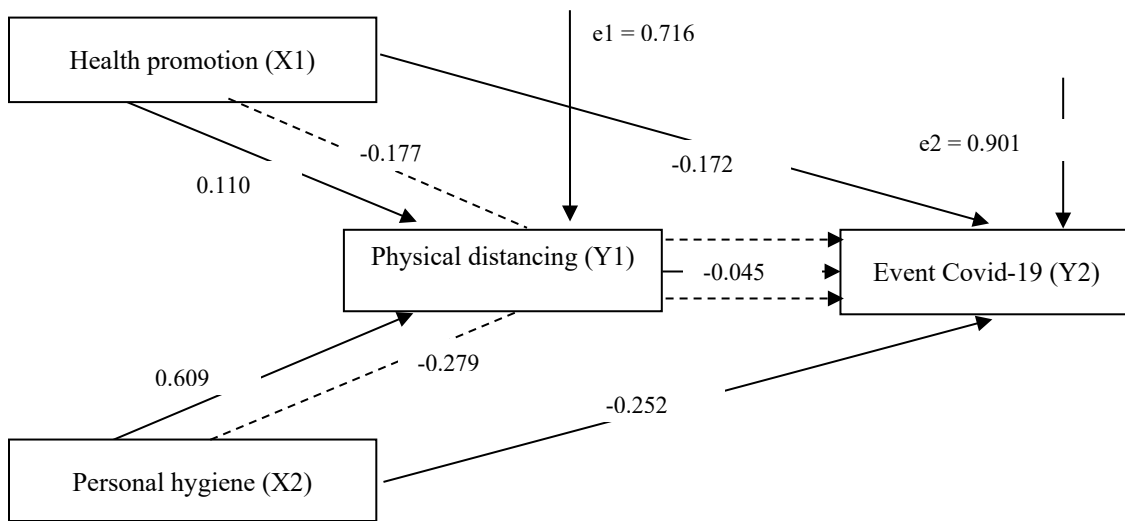 e1 = 0.716
Health promotion (X1)
e2 = 0.901
-0.177
-0.172
0.110
Physical distancing (Y1)
-0.045
Event Covid-19 (Y2)
-0.279
0.609
-0.252
Personal hygiene (X2)